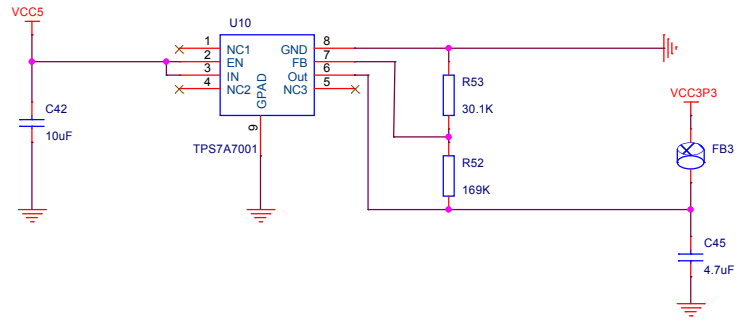 VCC5
U10
1 NC1 GND 8
2 EN FB 7
3 IN Out 6
4 NC2 NC3 5
GPAD
9
TPS7A7001
C42
10uF
R53
30.1K
R52
169K
VCC3P3
FB3
C45
4.7uF